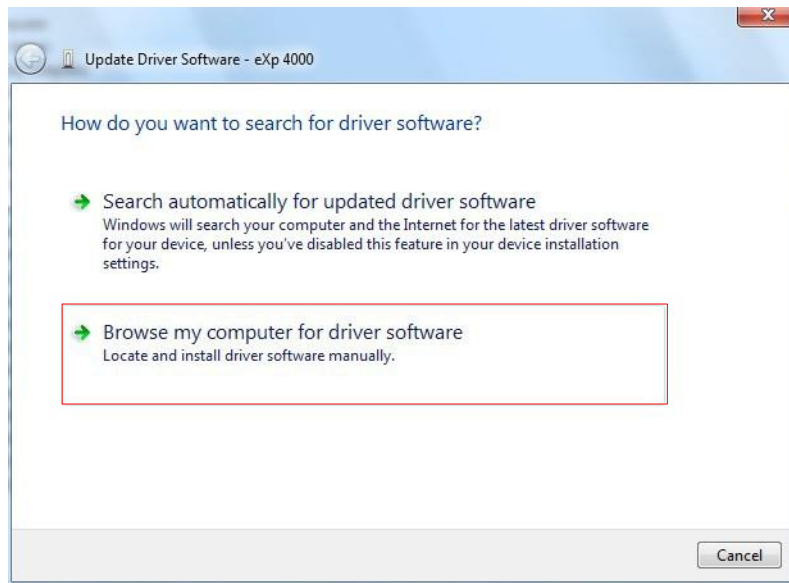 Update Driver Software - eXp 4000
How do you want to search for driver software?
Search automatically for updated driver software
Windows will search your computer and the Internet for the latest driver software
for your device, unless you've disabled this feature in your device installation
settings.
Browse my computer for driver software
Locate and install driver software manually.
Cancel